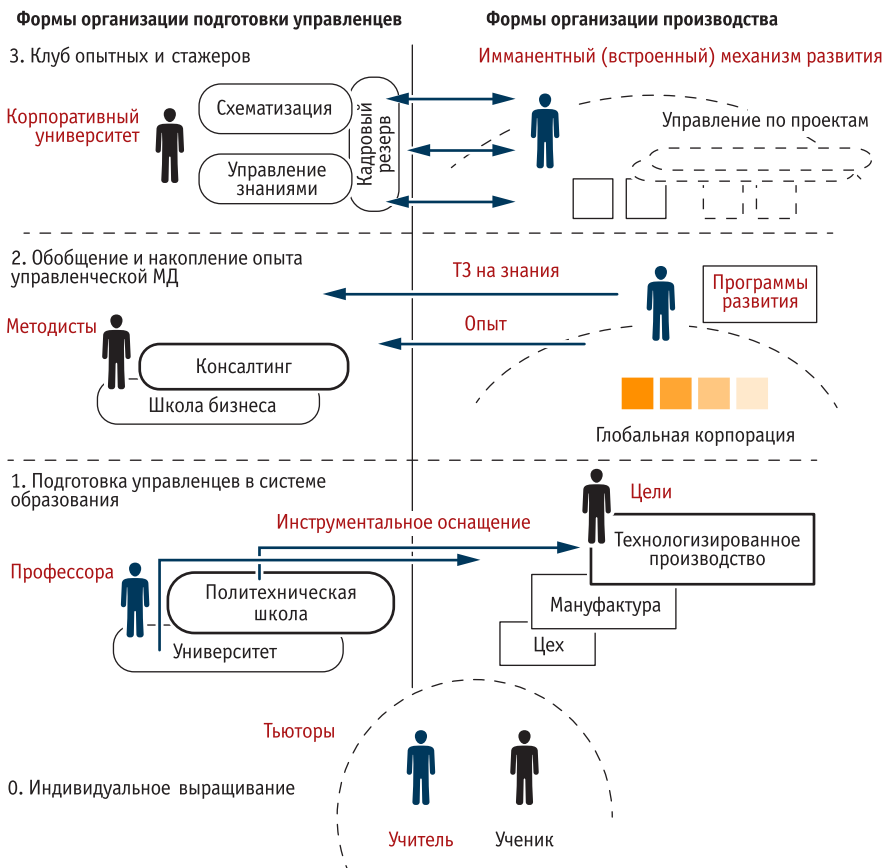 Формы организации подготовки управленцев
Формы организации производства
3. Клуб опытных и стажеров
Имманентный (встроенный) механизм развития
Корпоративный
университет
Схематизация
Управление
знаниями
Кадровый
резерв
Управление по проектам
2. Обобщение и накопление опыта
управленческой МД
ТЗ на знания
Программы
развития
Методисты
Опыт
Консалтинг
Школа бизнеса
Глобальная корпорация
1. Подготовка управленцев в системе
образования
Цели
Инструментальное оснащение
Технологизированное
производство
Профессора
Политехническая
школа
Мануфактура
Университет
Цех
Тьюторы
0. Индивидуальное выращивание
Учитель
Ученик